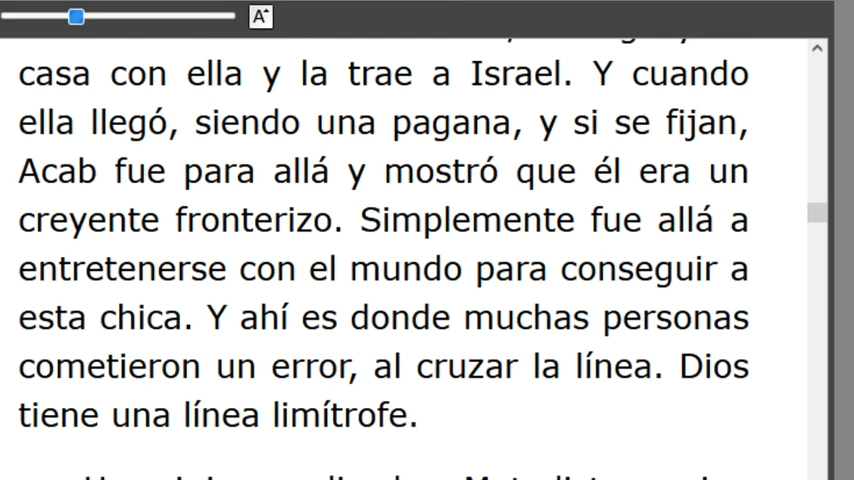 A
casa con ella y la trae a Israel. Y cuando
ella llegó, siendo una pagana, y si se fijan,
Acab fue para allá y mostró que él era un
creyente fronterizo. Simplemente fue allá a
entretenerse con el mundo para conseguir a
esta chica. Y ahí es donde muchas personas
cometieron un error, al cruzar la línea. Dios
tiene una línea limítrofe.